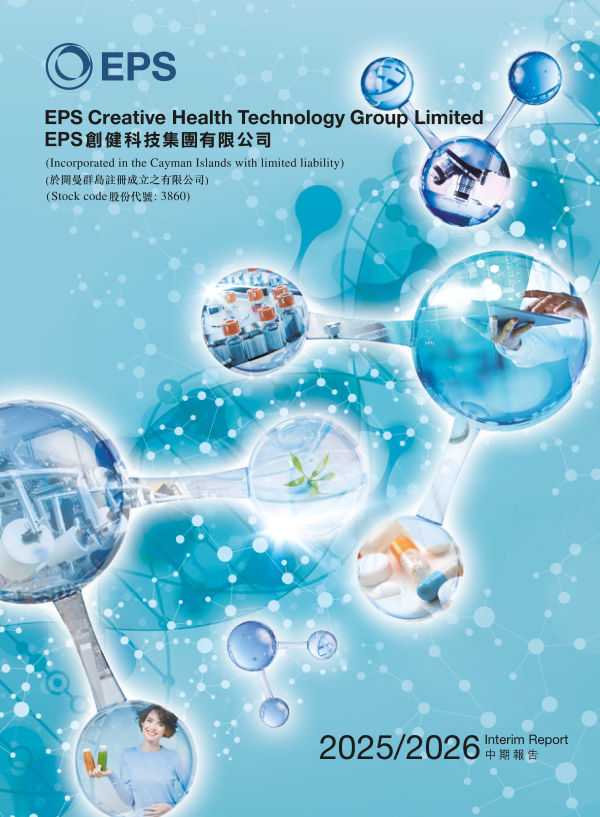 EPS
EPS Creative Health Technology Group Limited
EPS創健科技集團有限公司
(Incorporated in the Cayman Islands with limited liability)
(於開曼群島註冊成立之有限公司)
(Stock code股份代號: 3860)
2025/2026 Interim Report
中期報告